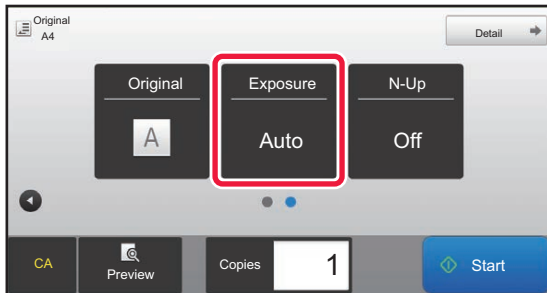 Original
A4
Detail
Original
Exposure
N-Up
A
Auto
Off
CA
Preview
Copies
1
Start